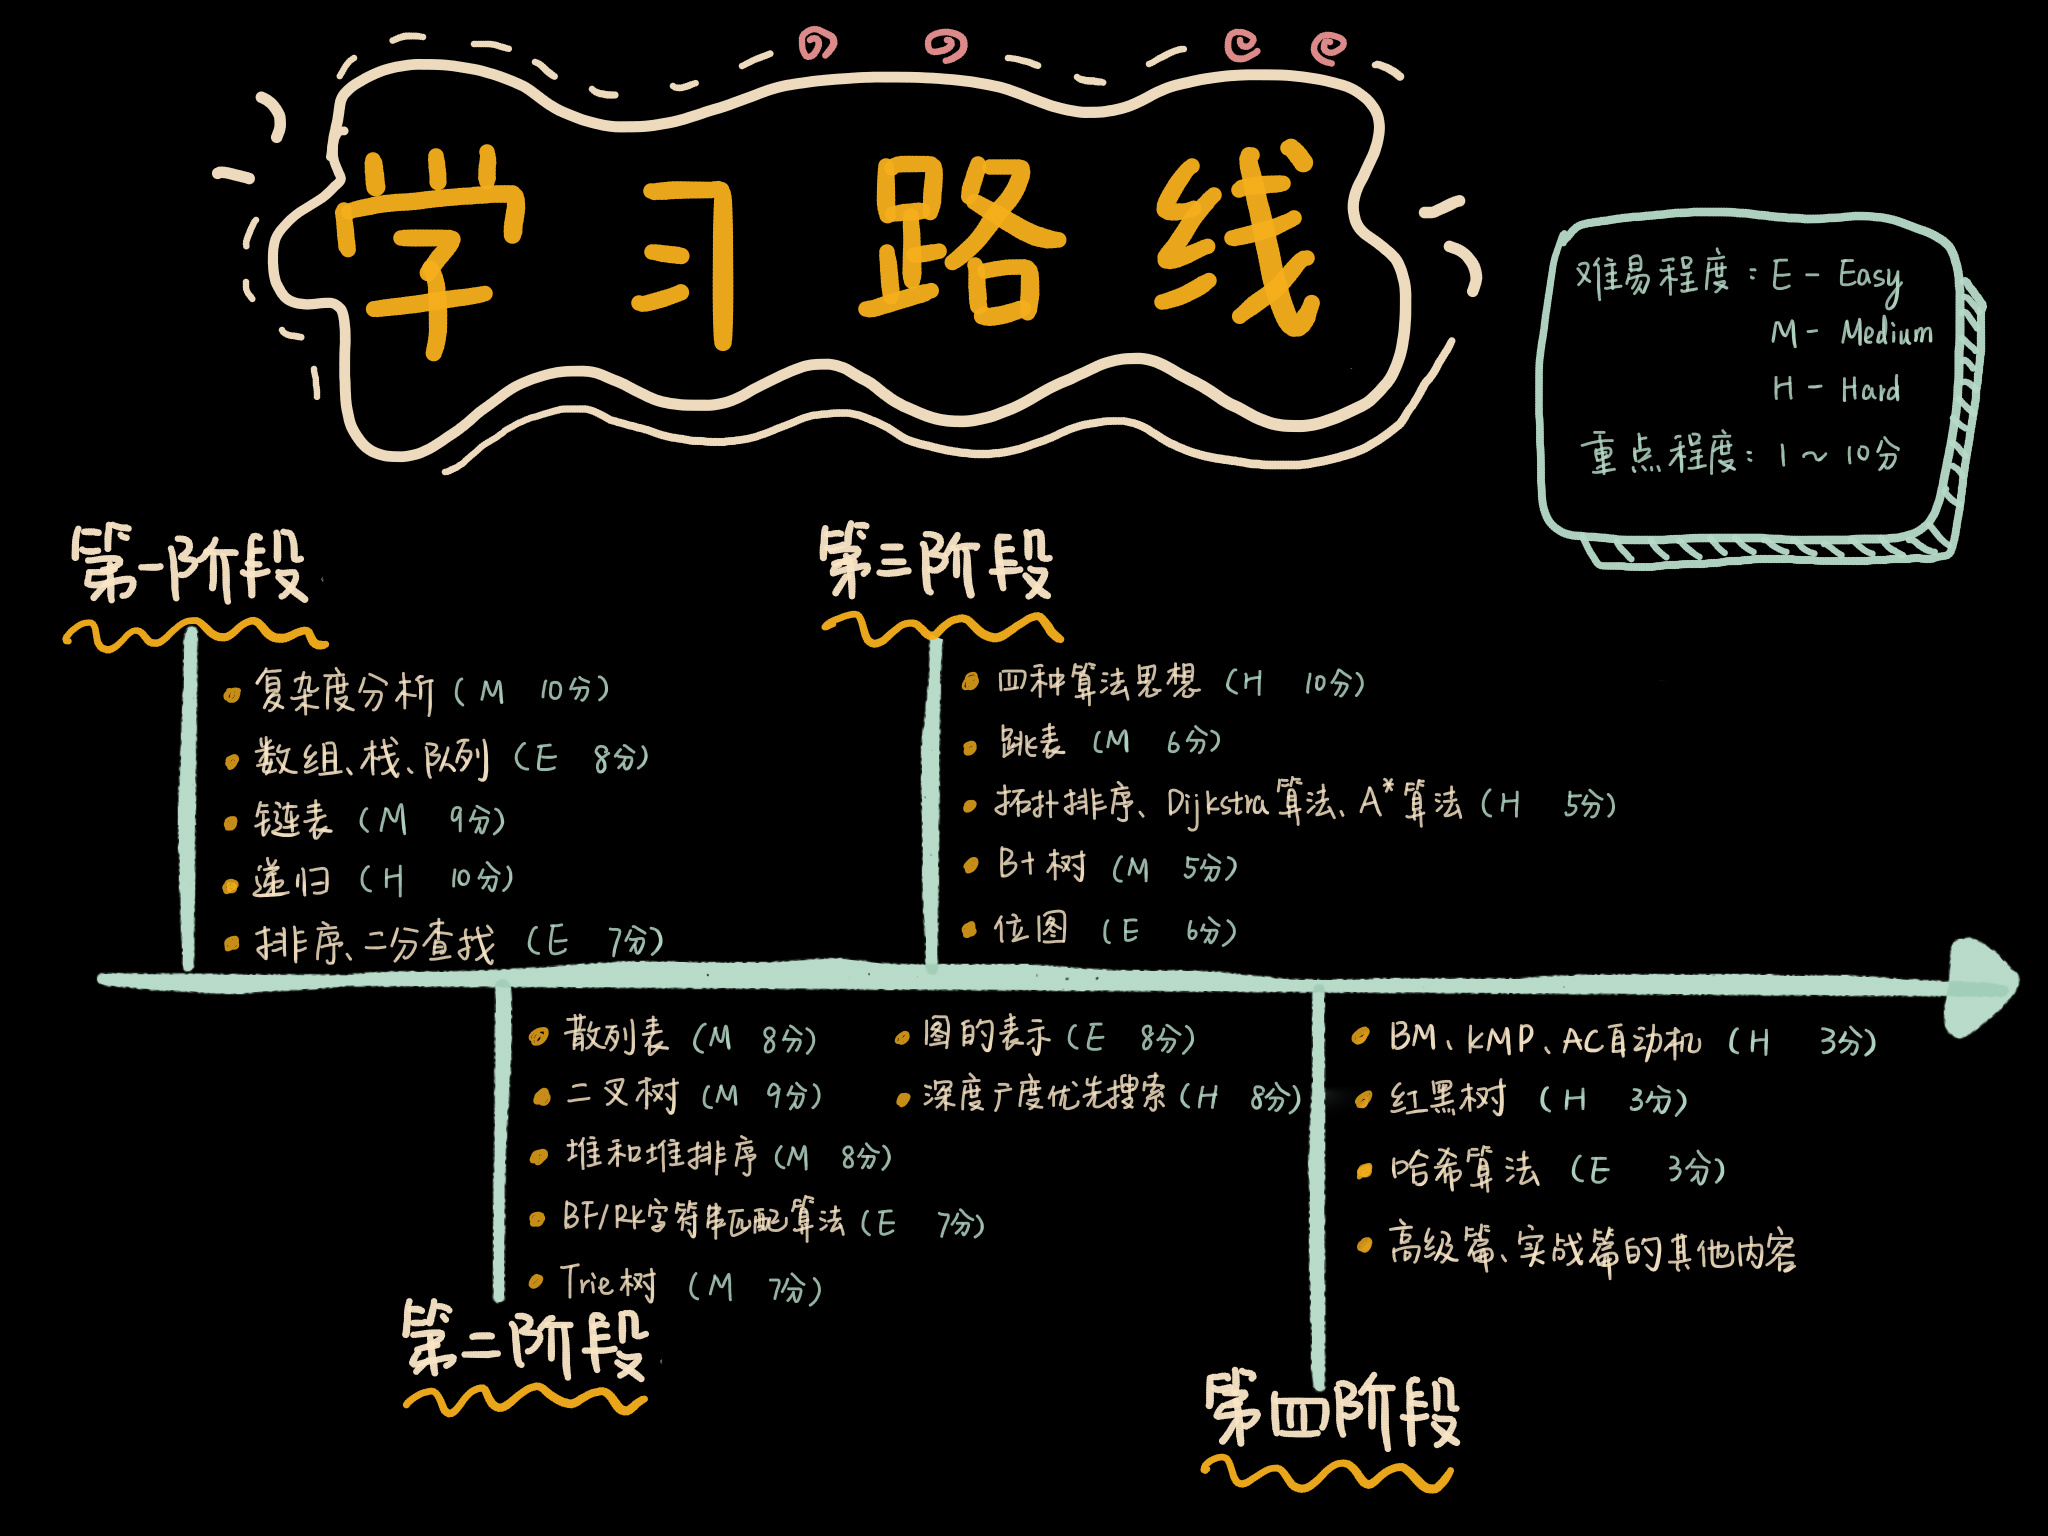 学习路线
难易程度：E - Easy
M - Medium
H - Hard
重点程度：1～10分
第一阶段
复杂度分析（M 10分）
数组、栈、队列（E 8分）
链表（M 9分）
递归（H 10分）
排序、二分查找（E 7分）
第二阶段
散列表（M 8分）
二叉树（M 9分）
堆和堆排序（M 8分）
BF/RK字符串匹配算法（E 7分）
Trie树（M 7分）
图的表示（E 8分）
深度广度优先搜索（H 8分）
第三阶段
四种算法思想（H 10分）
跳表（M 6分）
拓扑排序、Dijkstra算法、A*算法（H 5分）
B+树（M 5分）
位图（E 6分）
第四阶段
BM、KMP、AC自动机（H 3分）
红黑树（H 3分）
哈希算法（E 3分）
高级篇、实战篇的其他内容